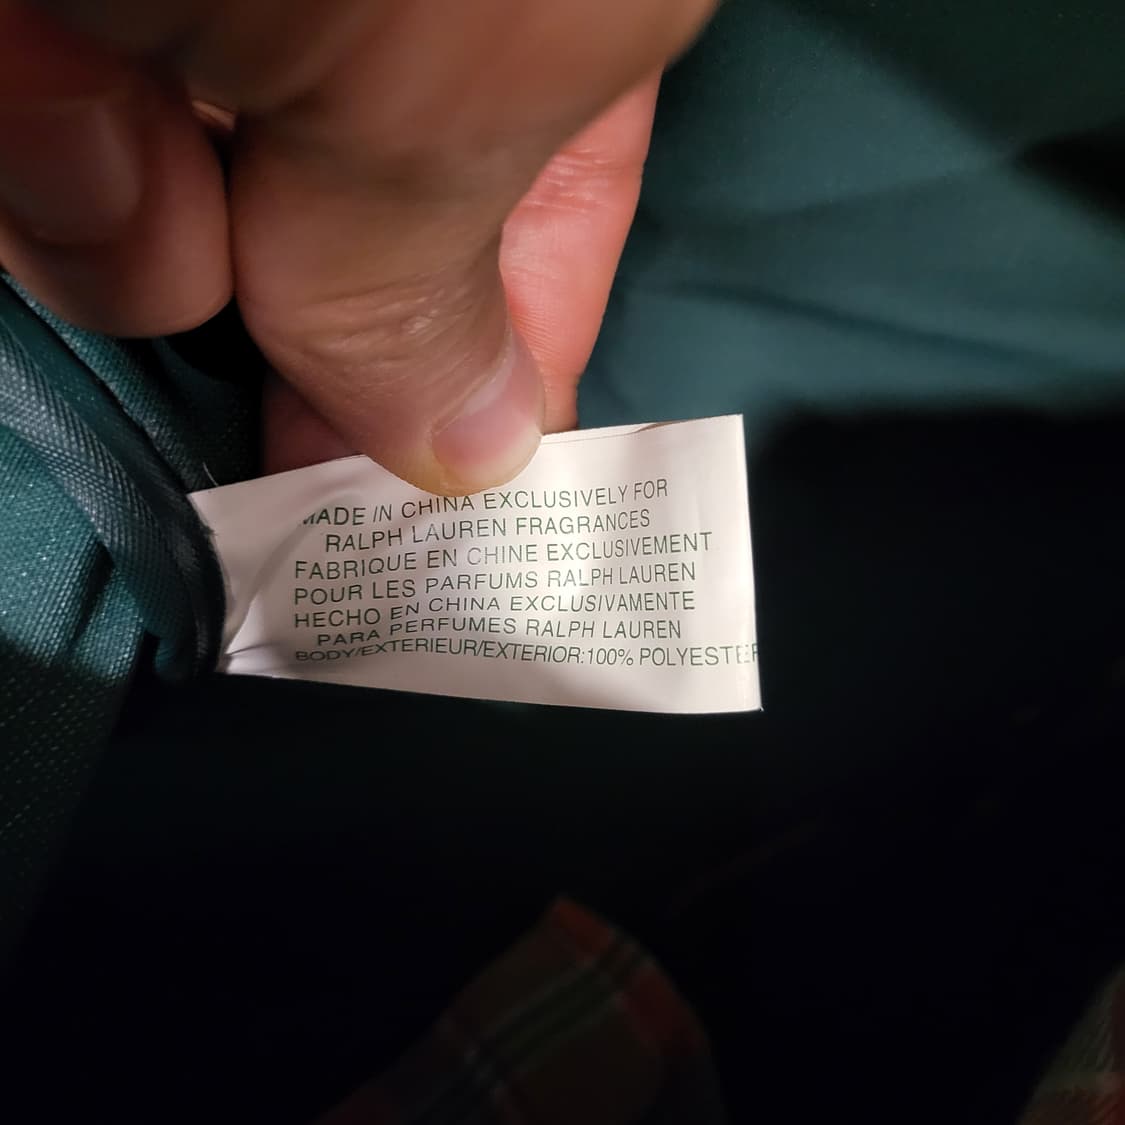 MADE IN CHINA EXCLUSIVELY FOR
RALPH LAUREN FRAGRANCES
FABRIQUE EN CHINE EXCLUSIVEMENT
POUR LES PARFUMS RALPH LAUREN
HECHO EN CHINA EXCLUSIVAMENTE
PARA PERFUMES RALPH LAUREN
BODY/EXTERIEUR/EXTERIOR:100% POLYESTER